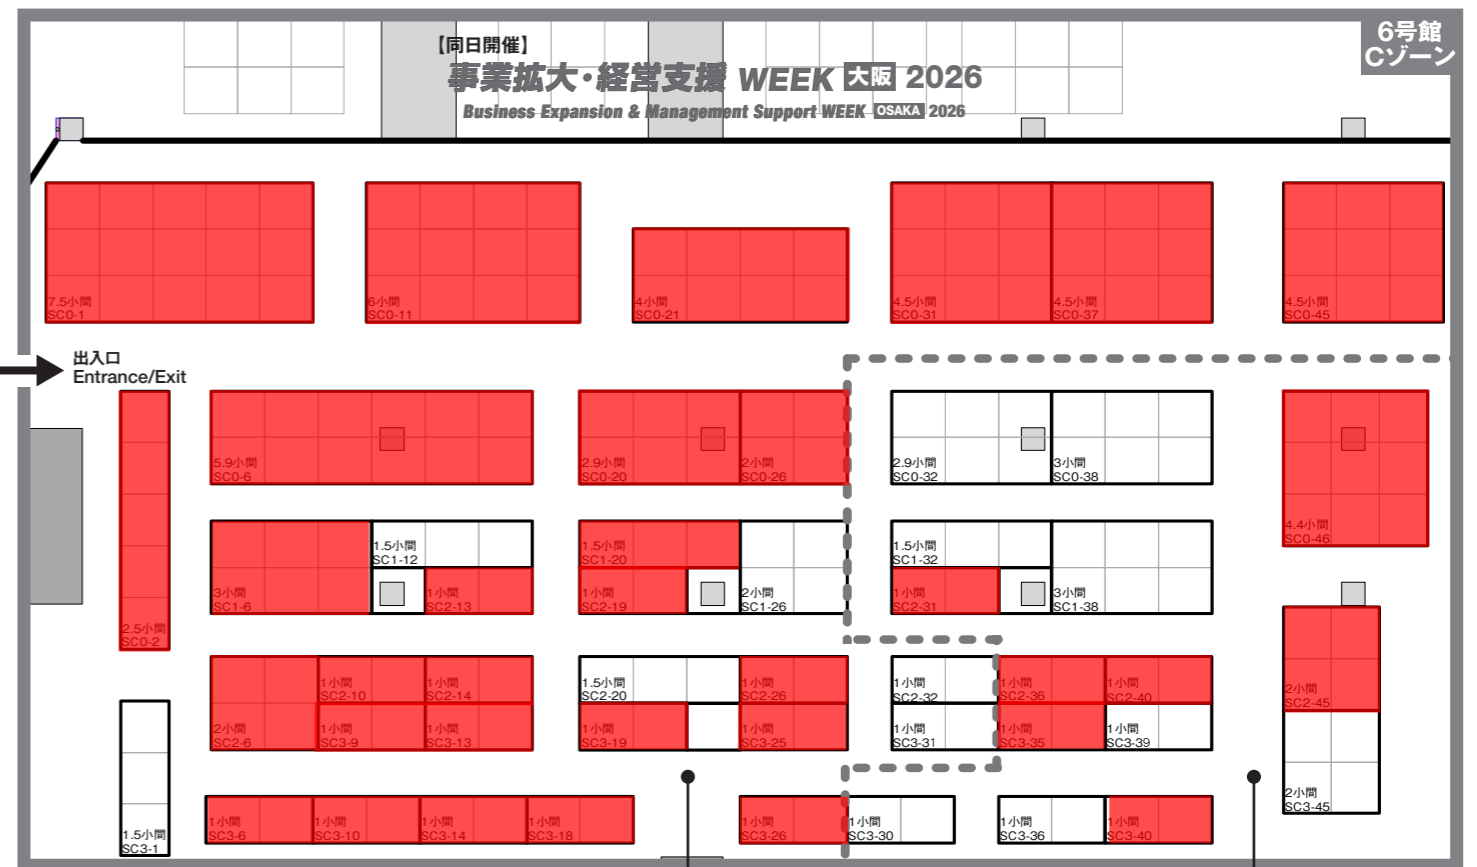 6号館
Cゾーン
【同日開催】
事業拡大・経営支援 WEEK 大阪 2026
Business Expansion & Management Support WEEK OSAKA 2026
7.5小間
SC0-1
6小間
SC0-11
4小間
SC0-21
4.5小間
SC0-31
4.5小間
SC0-37
4.5小間
SC0-45
出入口
Entrance/Exit
5.9小間
SC0-6
2.9小間
SC0-20
2小間
SC0-26
2.9小間
SC0-32
3小間
SC0-38
4.4小間
SC0-46
1.5小間
SC1-12
1.5小間
SC1-20
1.5小間
SC1-32
3小間
SC1-6
1小間
SC2-13
1小間
SC2-19
2小間
SC1-26
1小間
SC2-31
3小間
SC1-38
2.5小間
SC0-2
1小間
SC2-10
1小間
SC2-14
1.5小間
SC2-20
1小間
SC2-26
1小間
SC2-32
1小間
SC2-36
1小間
SC2-40
2小間
SC2-45
2小間
SC2-6
1小間
SC3-9
1小間
SC3-13
1小間
SC3-19
1小間
SC3-25
1小間
SC3-31
1小間
SC3-35
1小間
SC3-39
2小間
SC3-45
1.5小間
SC3-1
1小間
SC3-6
1小間
SC3-10
1小間
SC3-14
1小間
SC3-18
1小間
SC3-26
1小間
SC3-30
1小間
SC3-36
1小間
SC3-40